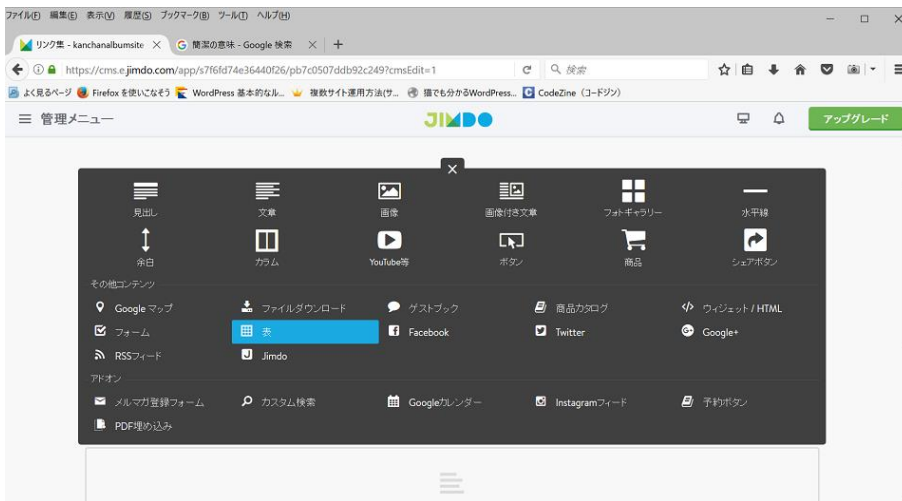 ファイル(F) 編集(E) 表示(V) 履歴(S) ブックマーク(B) ツール(T) ヘルプ(H)
リンク集 - kanchanalbumsite
簡潔の意味 - Google 検索
https://cms.e.jimdo.com/app/s7f6fd74e36440f26/pb7c0507ddb92c249?cmsEdit=1 検索
よく見るページ Firefox を使いこなそう WordPress 基本的なル... 複数サイト運用方法(サ... 猫でも分かるWordPress... CodeZine（コードジン）
管理メニュー JIMDO アップグレード
見出し 文章 画像 画像付き文章 フォトギャラリー 水平線
余白 カラム YouTube等 ボタン 商品 シェアボタン
その他コンテンツ
Google マップ ファイルダウンロード ゲストブック 商品カタログ ウィジェット / HTML
フォーム 表 Facebook Twitter Google+
RSSフィード Jimdo
アドオン
メルマガ登録フォーム カスタム検索 Googleカレンダー Instagramフィード 予約ボタン
PDF埋め込み